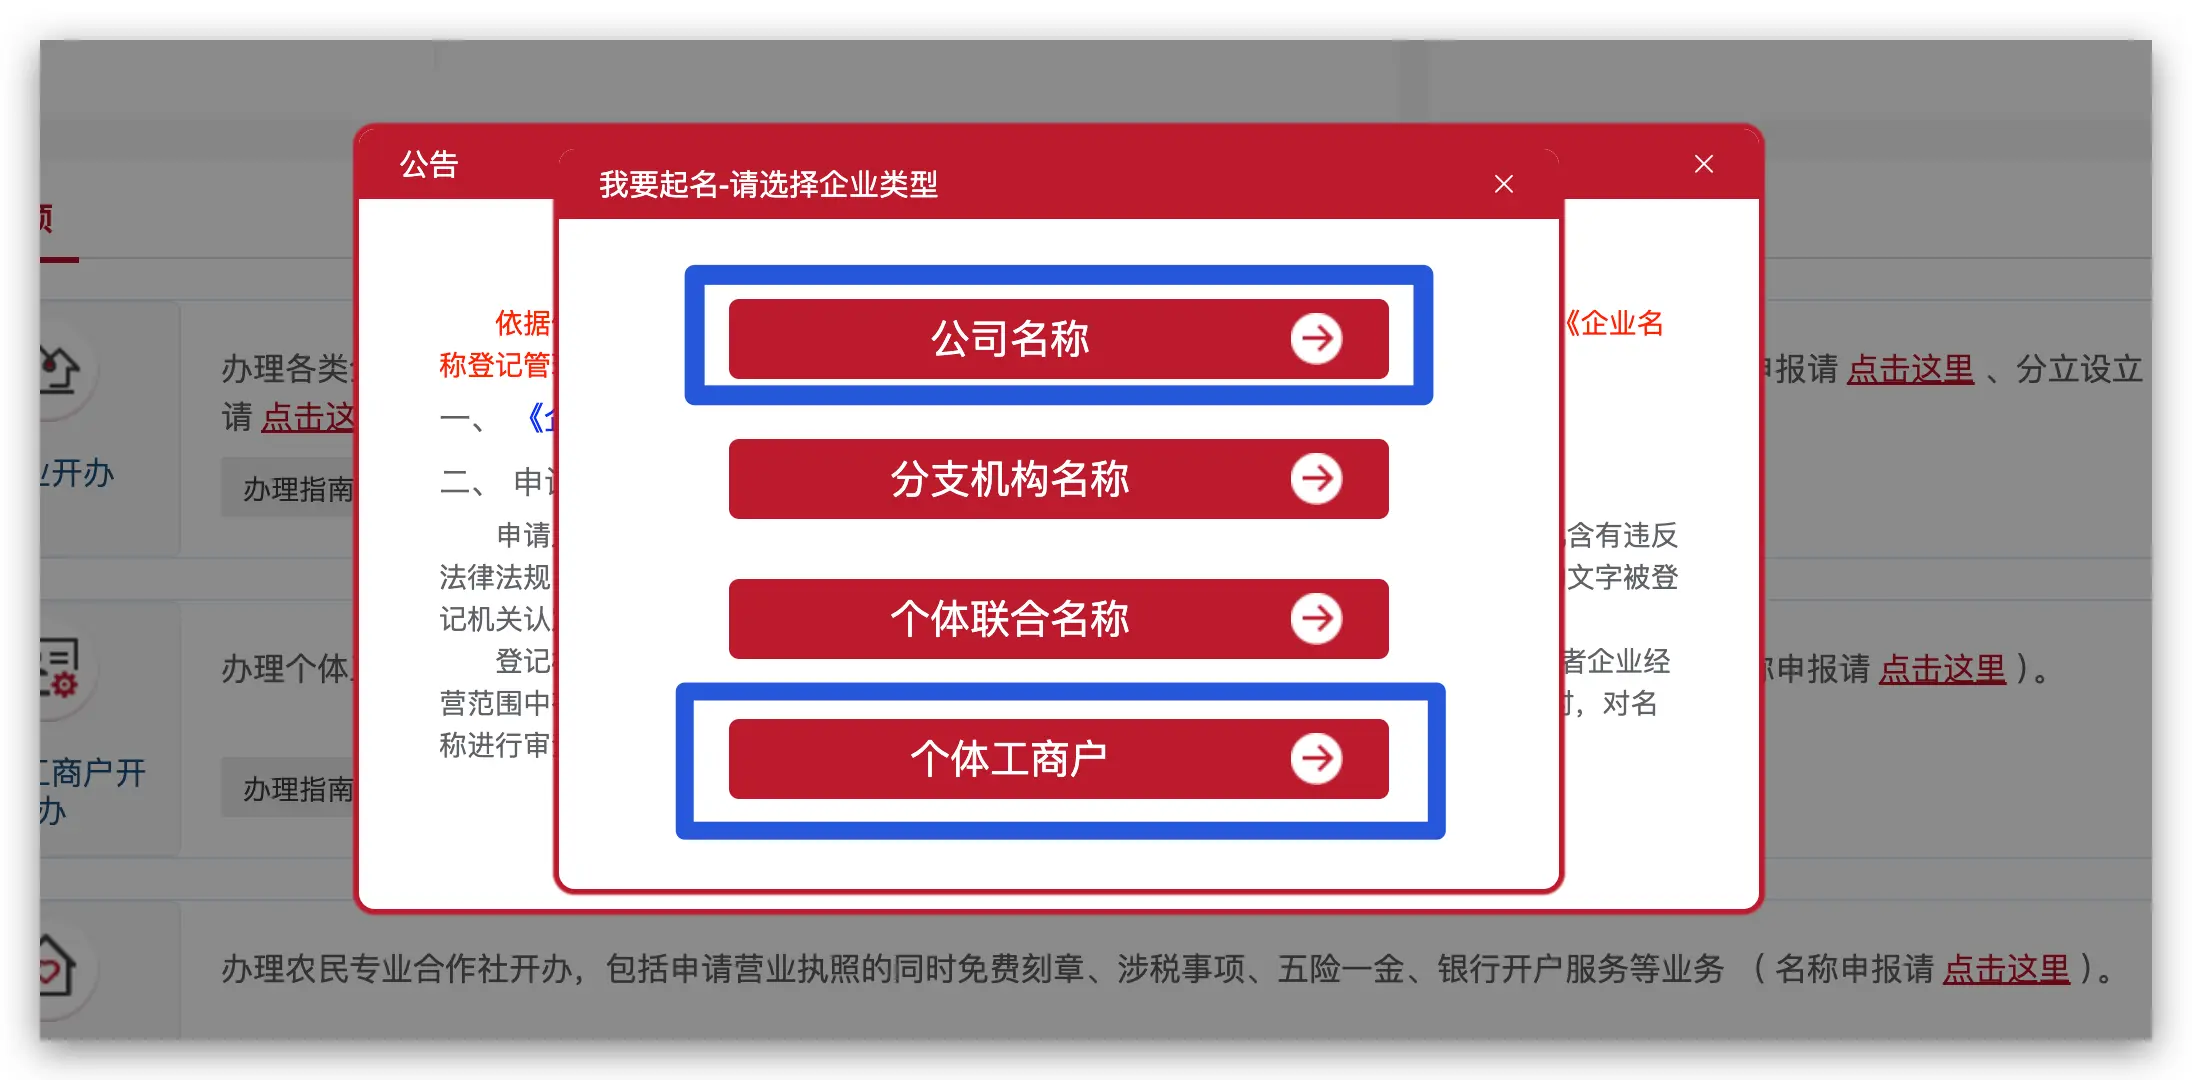 公告
我要起名-请选择企业类型
公司名称
分支机构名称
个体联合名称
个体工商户
依据
《企业名
称登记管
一、
二、 申
申请
含有违反
法律法规
文字被登
记机关认
登记
者企业经
营范围中
对名
称进行审
办理各类
申报请 点击这里 、分立设立
请 点击这
业开办
办理指南
办理个体
称申报请 点击这里 )。
工商户开
办
办理指南
办理农民专业合作社开办，包括申请营业执照的同时免费刻章、涉税事项、五险一金、银行开户服务等业务 （ 名称申报请 点击这里 )。